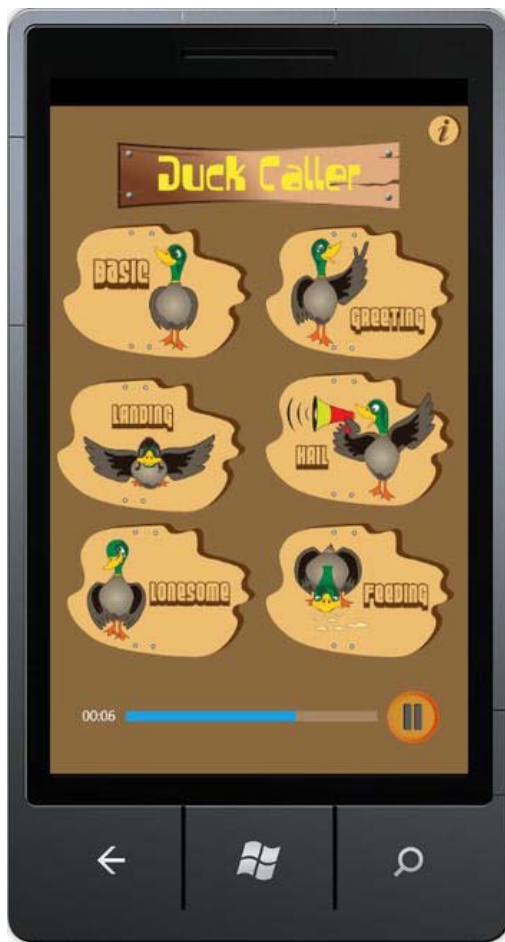 i
Duck Caller
BASIC
GREETING
LANDING
HAIL
LONESOME
FEEDING
00:06